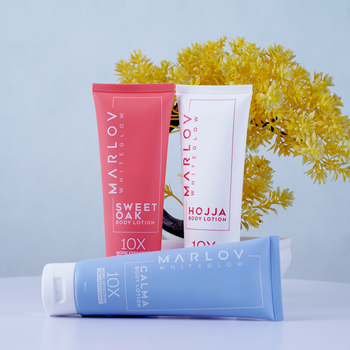 MARLOV
WHITEGLOW
SWEET
OAK
BODY LOTION
10X
MARLOV
WHITEGLOW
HOJJA
BODY LOTION
10X
MARLOV
WHITEGLOW
CALMA
BODY LOTION
10X